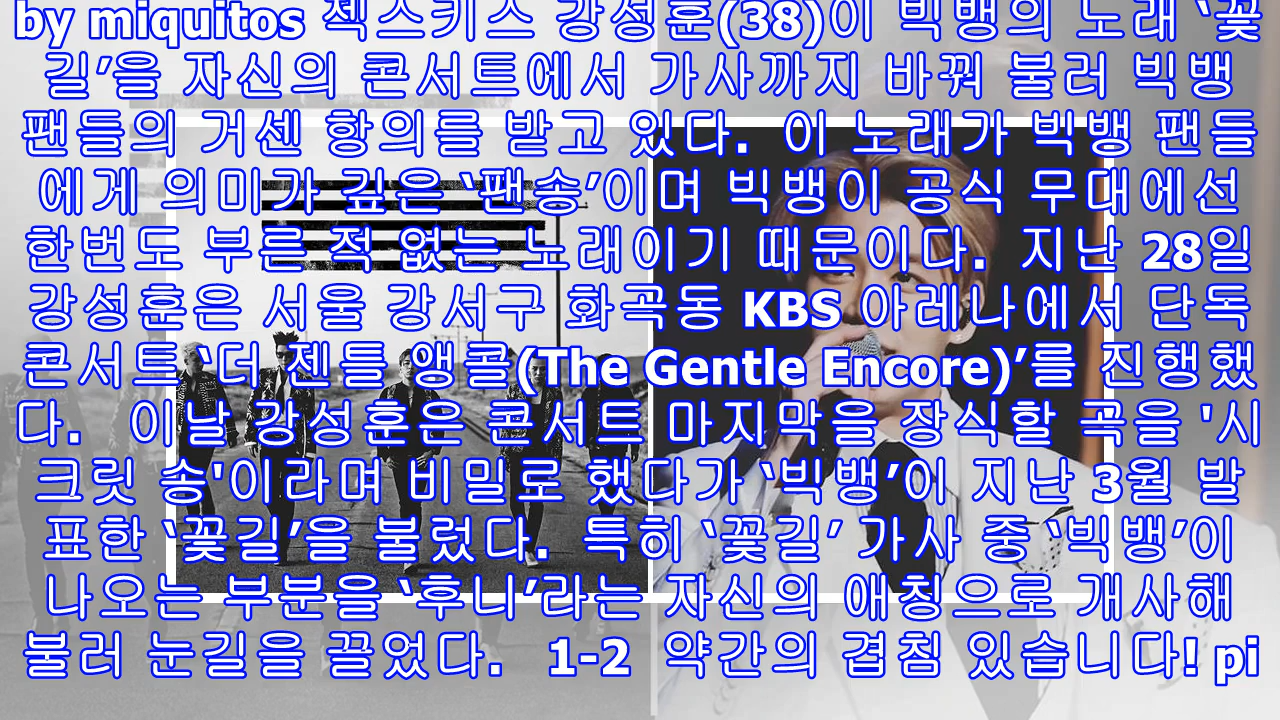 by miquitos 젝스키스 강성훈(38)이 빅뱅의 노래 ‘꽃
길’을 자신의 콘서트에서 가사까지 바꿔 불러 빅뱅
팬들의 거센 항의를 받고 있다. 이 노래가 빅뱅 팬들
에게 의미가 깊은 ‘팬송’이며 빅뱅이 공식 무대에선
한번도 부른 적 없는 노래이기 때문이다. 지난 28일
강성훈은 서울 강서구 화곡동 KBS 아레나에서 단독
콘서트 ‘더 젠틀 앵콜(The Gentle Encore)’를 진행했
다. 이날 강성훈은 콘서트 마지막을 장식할 곡을 '시
크릿 송'이라며 비밀로 했다가 ‘빅뱅’이 지난 3월 발
표한 ‘꽃길’을 불렀다. 특히 ‘꽃길’ 가사 중 ‘빅뱅’이
나오는 부분을 ‘후니’라는 자신의 애칭으로 개사해
불러 눈길을 끌었다. 1-2 약간의 겹침 있습니다! pi